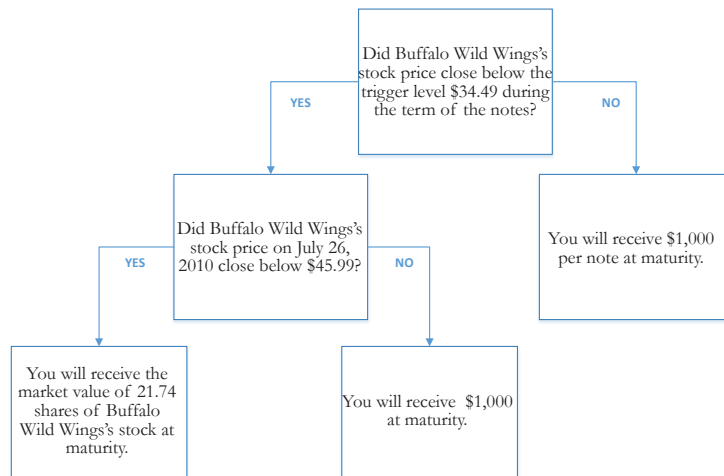 Did Buffalo Wild Wings's
stock price close below the
trigger level $34.49 during
the term of the notes?
YES
NO
Did Buffalo Wild Wings's
stock price on July 26,
2010 close below $45.99?
You will receive $1,000
per note at maturity.
YES
NO
You will receive the
market value of 21.74
shares of Buffalo
Wild Wings's stock at
maturity.
You will receive $1,000
at maturity.